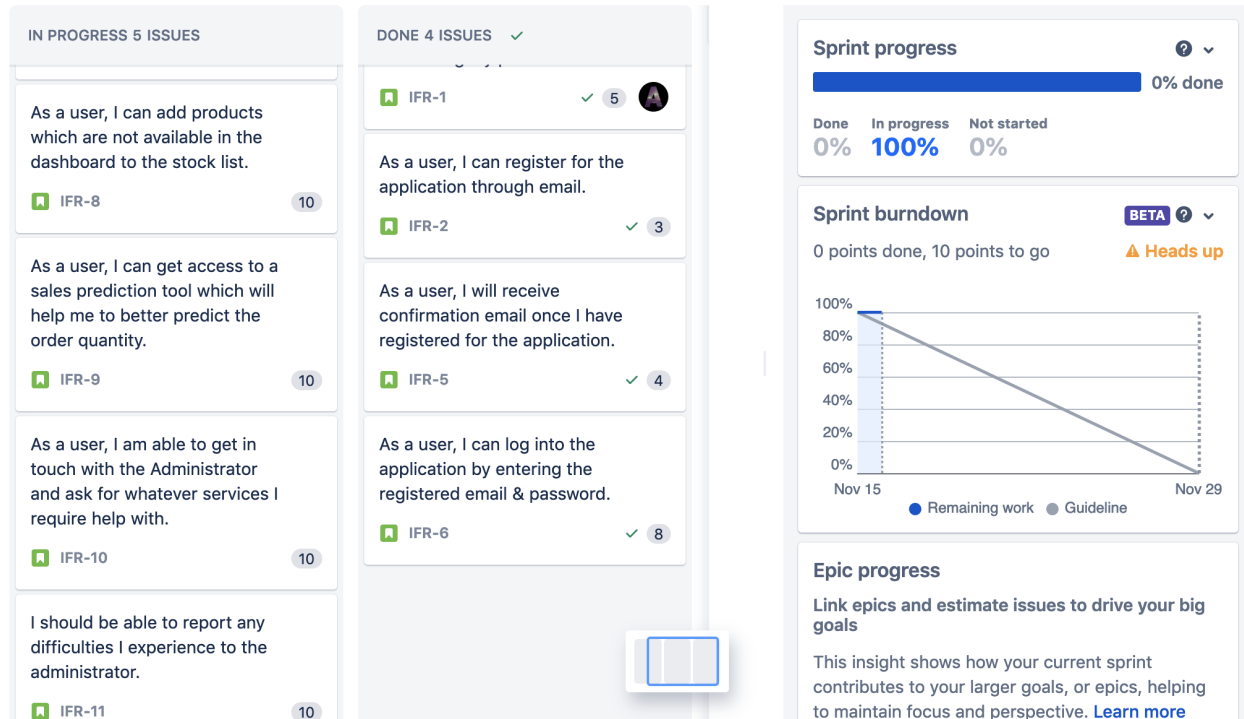 IN PROGRESS 5 ISSUES
As a user, I can add products
which are not available in the
dashboard to the stock list.
IFR-8
10
As a user, I can get access to a
sales prediction tool which will
help me to better predict the
order quantity.
IFR-9
10
As a user, I am able to get in
touch with the Administrator
and ask for whatever services I
require help with.
IFR-10
10
I should be able to report any
difficulties I experience to the
administrator.
IFR-11
10
DONE 4 ISSUES
IFR-1
5
As a user, I can register for the
application through email.
IFR-2
3
As a user, I will receive
confirmation email once I have
registered for the application.
IFR-5
4
As a user, I can log into the
application by entering the
registered email & password.
IFR-6
8
Sprint progress
0% done
Done In progress Not started
0% 100% 0%
Sprint burndown BETA
0 points done, 10 points to go Heads up
100%
80%
60%
40%
20%
0%
Nov 15 Nov 29
Remaining work Guideline
Epic progress
Link epics and estimate issues to drive your big
goals
This insight shows how your current sprint
contributes to your larger goals, or epics, helping
to maintain focus and perspective. Learn more